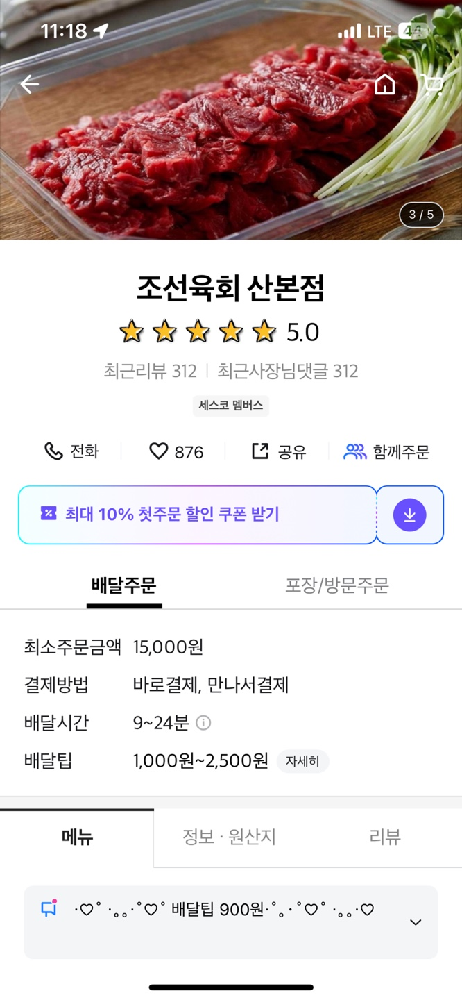 11:18 LTE 44
3 / 5
조선육회 산본점
5.0
최근리뷰 312 | 최근사장님댓글 312
세스코 멤버스
전화 876 공유 함께주문
최대 10% 첫주문 할인 쿠폰 받기
배달주문 포장/방문주문
최소주문금액 15,000원
결제방법 바로결제, 만나서결제
배달시간 9~24분
배달팁 1,000원~2,500원 자세히
메뉴 정보 · 원산지 리뷰
·♡˚ ·｡｡·˚♡˚ 배달팁 900원·˚｡·˚♡˚ ·｡｡·♡